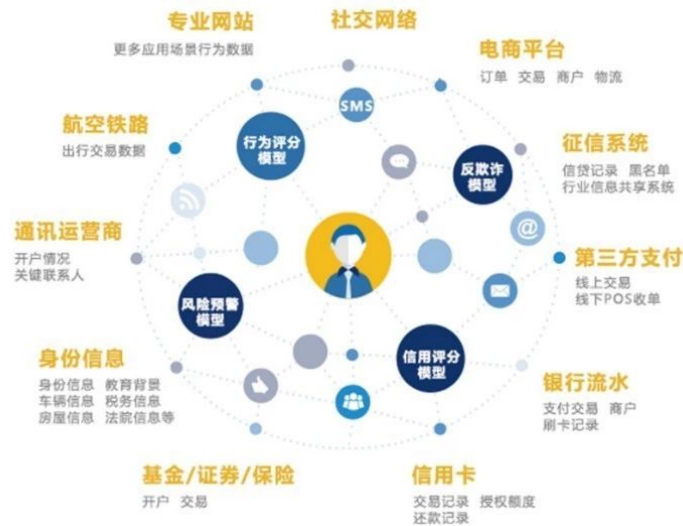 社交网络
专业网站
更多应用场景行为数据
电商平台
订单 交易 商户 物流
SMS
航空铁路
出行交易数据
行为评分
模型
反欺诈
模型
征信系统
信贷记录 黑名单
行业信息共享系统
@
通讯运营商
开户情况
关键联系人
第三方支付
线上交易
线下POS收单
风险预警
模型
信用评分
模型
身份信息
身份信息 教育背景
车辆信息 税务信息
房屋信息 法院信息等
银行流水
支付交易 商户
刷卡记录
基金/证券/保险
开户 交易
信用卡
交易记录 授权额度
还款记录